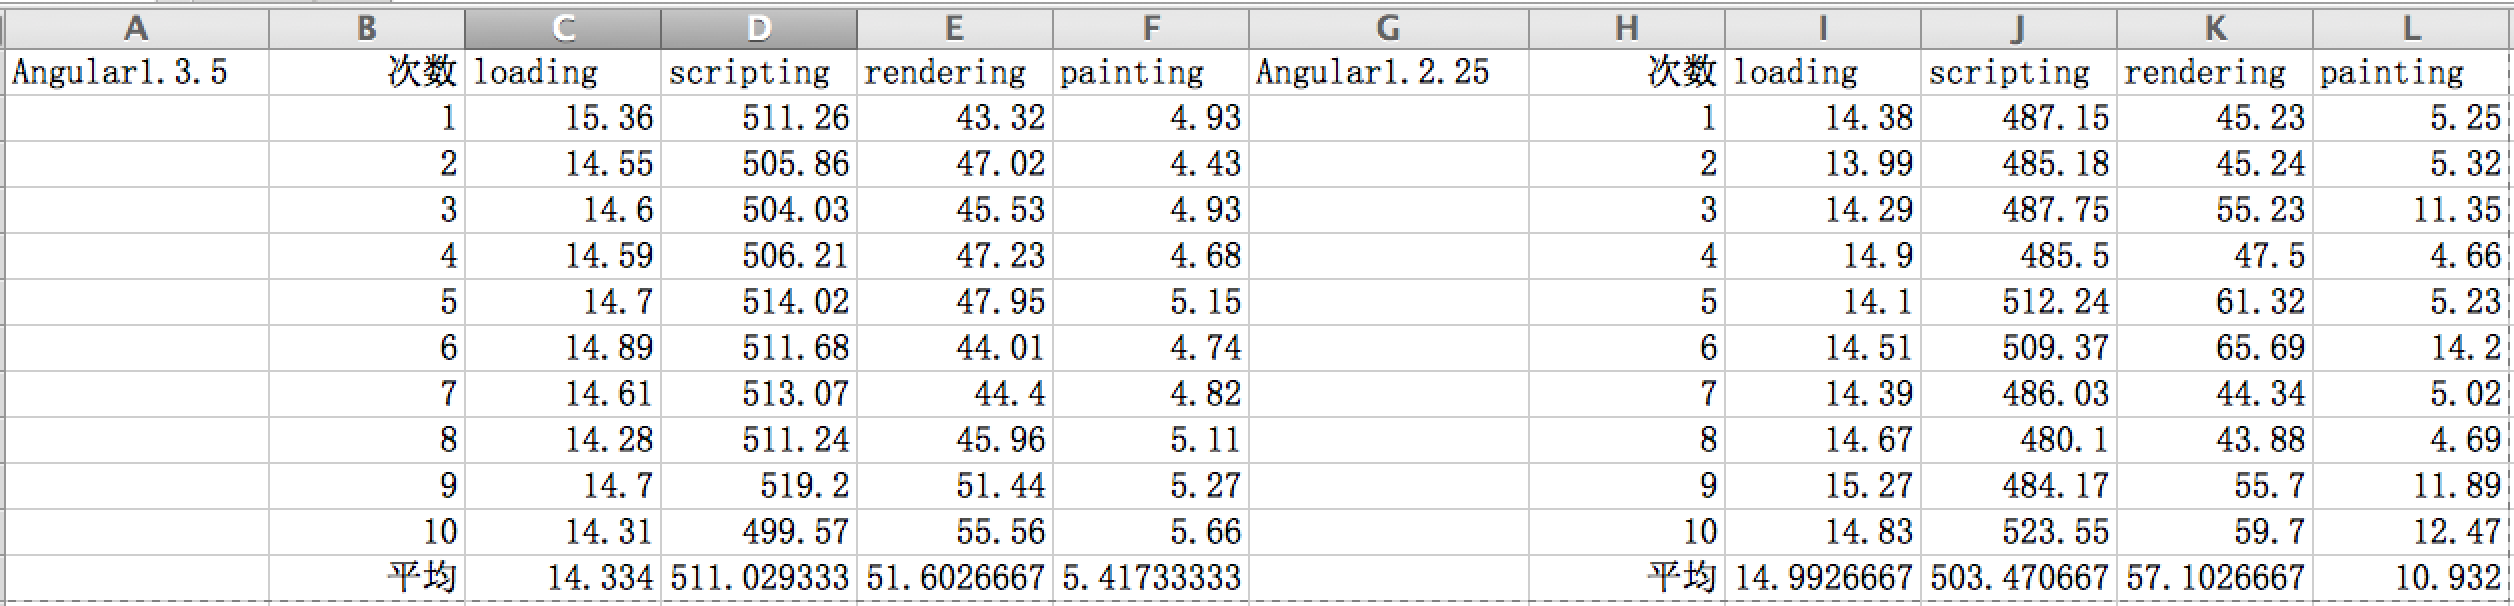 A B C D E F G H I J K L
Angular1.3.5 次数 loading scripting rendering painting Angular1.2.25 次数 loading scripting rendering painting
1 15.36 511.26 43.32 4.93 1 14.38 487.15 45.23 5.25
2 14.55 505.86 47.02 4.43 2 13.99 485.18 45.24 5.32
3 14.6 504.03 45.53 4.93 3 14.29 487.75 55.23 11.35
4 14.59 506.21 47.23 4.68 4 14.9 485.5 47.5 4.66
5 14.7 514.02 47.95 5.15 5 14.1 512.24 61.32 5.23
6 14.89 511.68 44.01 4.74 6 14.51 509.37 65.69 14.2
7 14.61 513.07 44.4 4.82 7 14.39 486.03 44.34 5.02
8 14.28 511.24 45.96 5.11 8 14.67 480.1 43.88 4.69
9 14.7 519.2 51.44 5.27 9 15.27 484.17 55.7 11.89
10 14.31 499.57 55.56 5.66 10 14.83 523.55 59.7 12.47
平均 14.334 511.029333 51.6026667 5.41733333 平均 14.9926667 503.470667 57.1026667 10.932